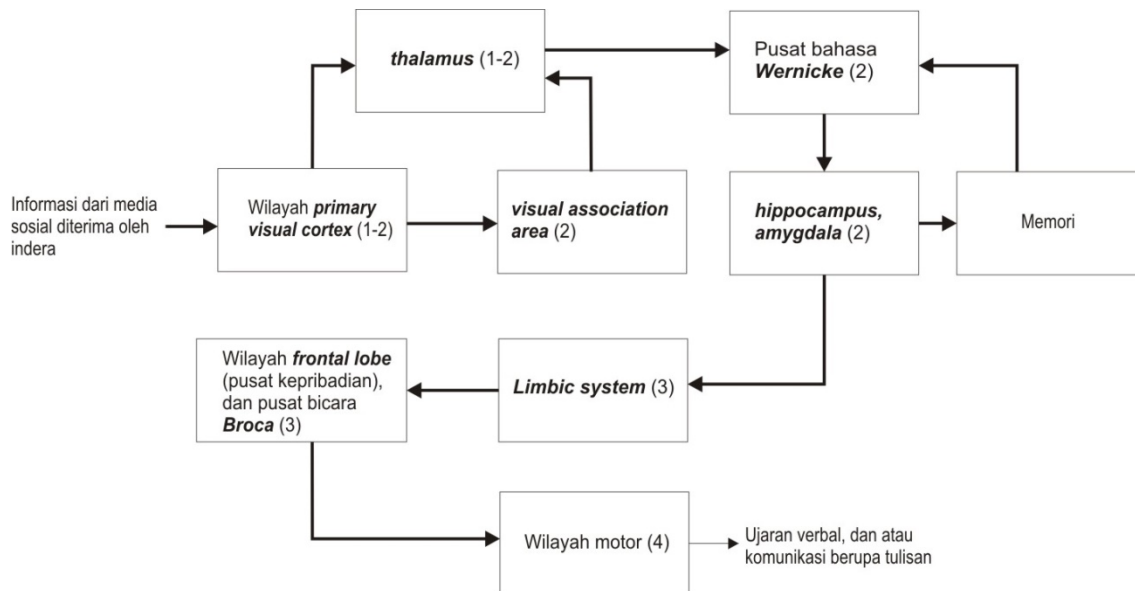 thalamus (1-2)
Pusat bahasa
Wernicke (2)
Informasi dari media
sosial diterima oleh
indera
Wilayah primary
visual cortex (1-2)
visual association
area (2)
hippocampus,
amygdala (2)
Memori
Wilayah frontal lobe
(pusat kepribadian),
dan pusat bicara
Broca (3)
Limbic system (3)
Wilayah motor (4)
Ujaran verbal, dan atau
komunikasi berupa tulisan